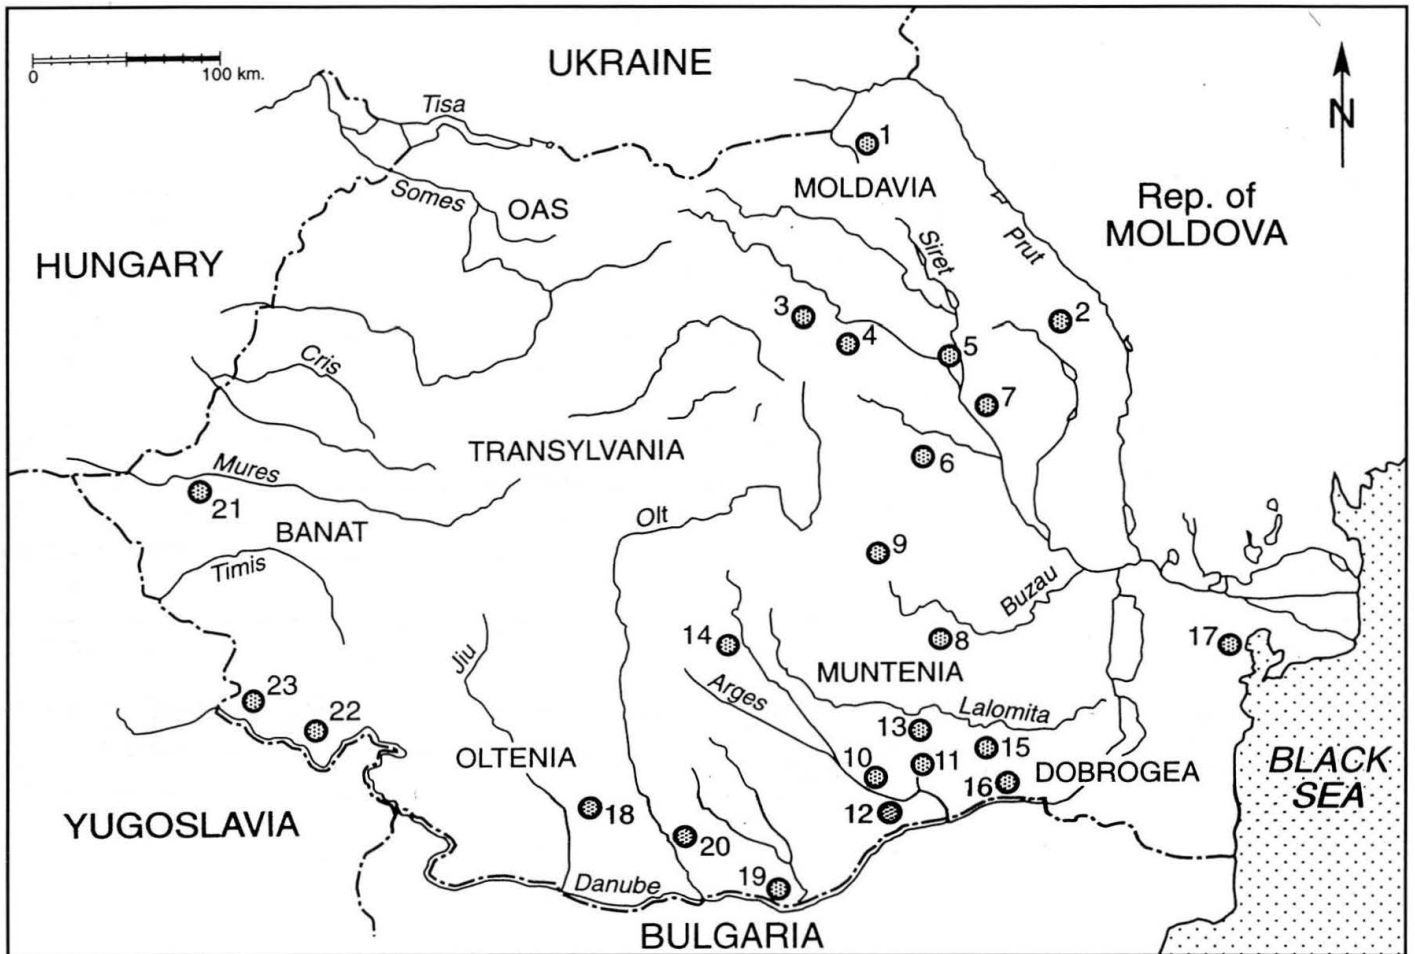 UKRAINE
0
100 km.
N
Tisa
1
MOLDAVIA
Rep. of
MOLDOVA
Somes
OAS
Siret
Prut
HUNGARY
3
4
5
2
Cris
7
TRANSYLVANIA
6
Mures
21
BANAT
Olt
9
Timis
Buzau
14
8
17
Jiu
MUNTENIA
23
22
Arges
Lalomita
13
15
OLTENIA
10
11
16
DOBROGEA
BLACK
SEA
YUGOSLAVIA
18
12
20
19
Danube
BULGARIA